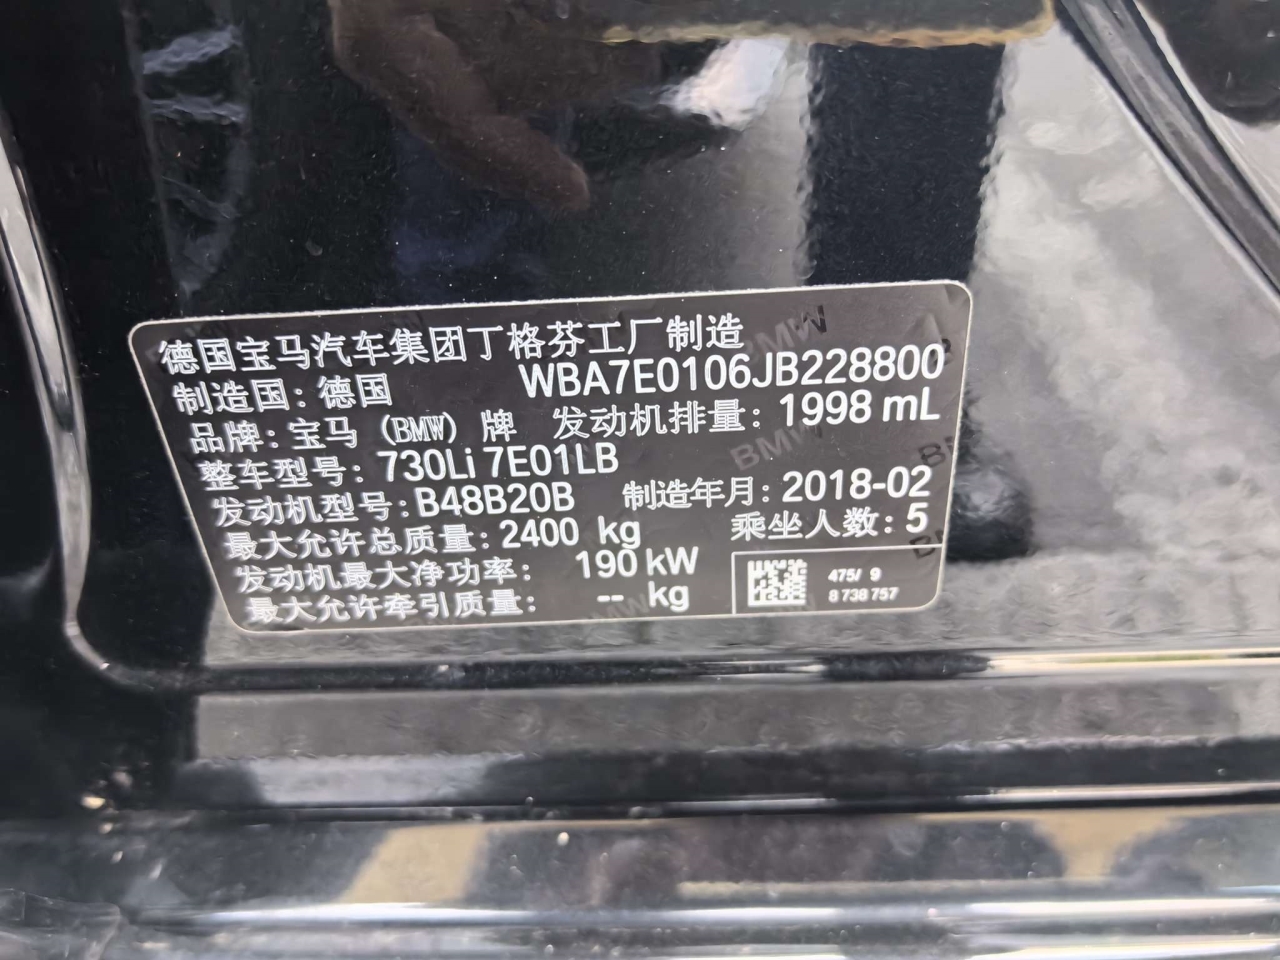 德国宝马汽车集团丁格芬工厂制造
制造国: 德国 WBA7E0106JB228800
品牌: 宝马 (BMW) 牌 发动机排量: 1998 mL
整车型号: 730Li 7E01LB
发动机型号: B48B20B 制造年月: 2018-02
最大允许总质量: 2400 kg 乘坐人数: 5
发动机最大净功率: 190 kW
最大允许牵引质量: -- kg
475/ 9
8 738 757
BMW
BMW
BMW